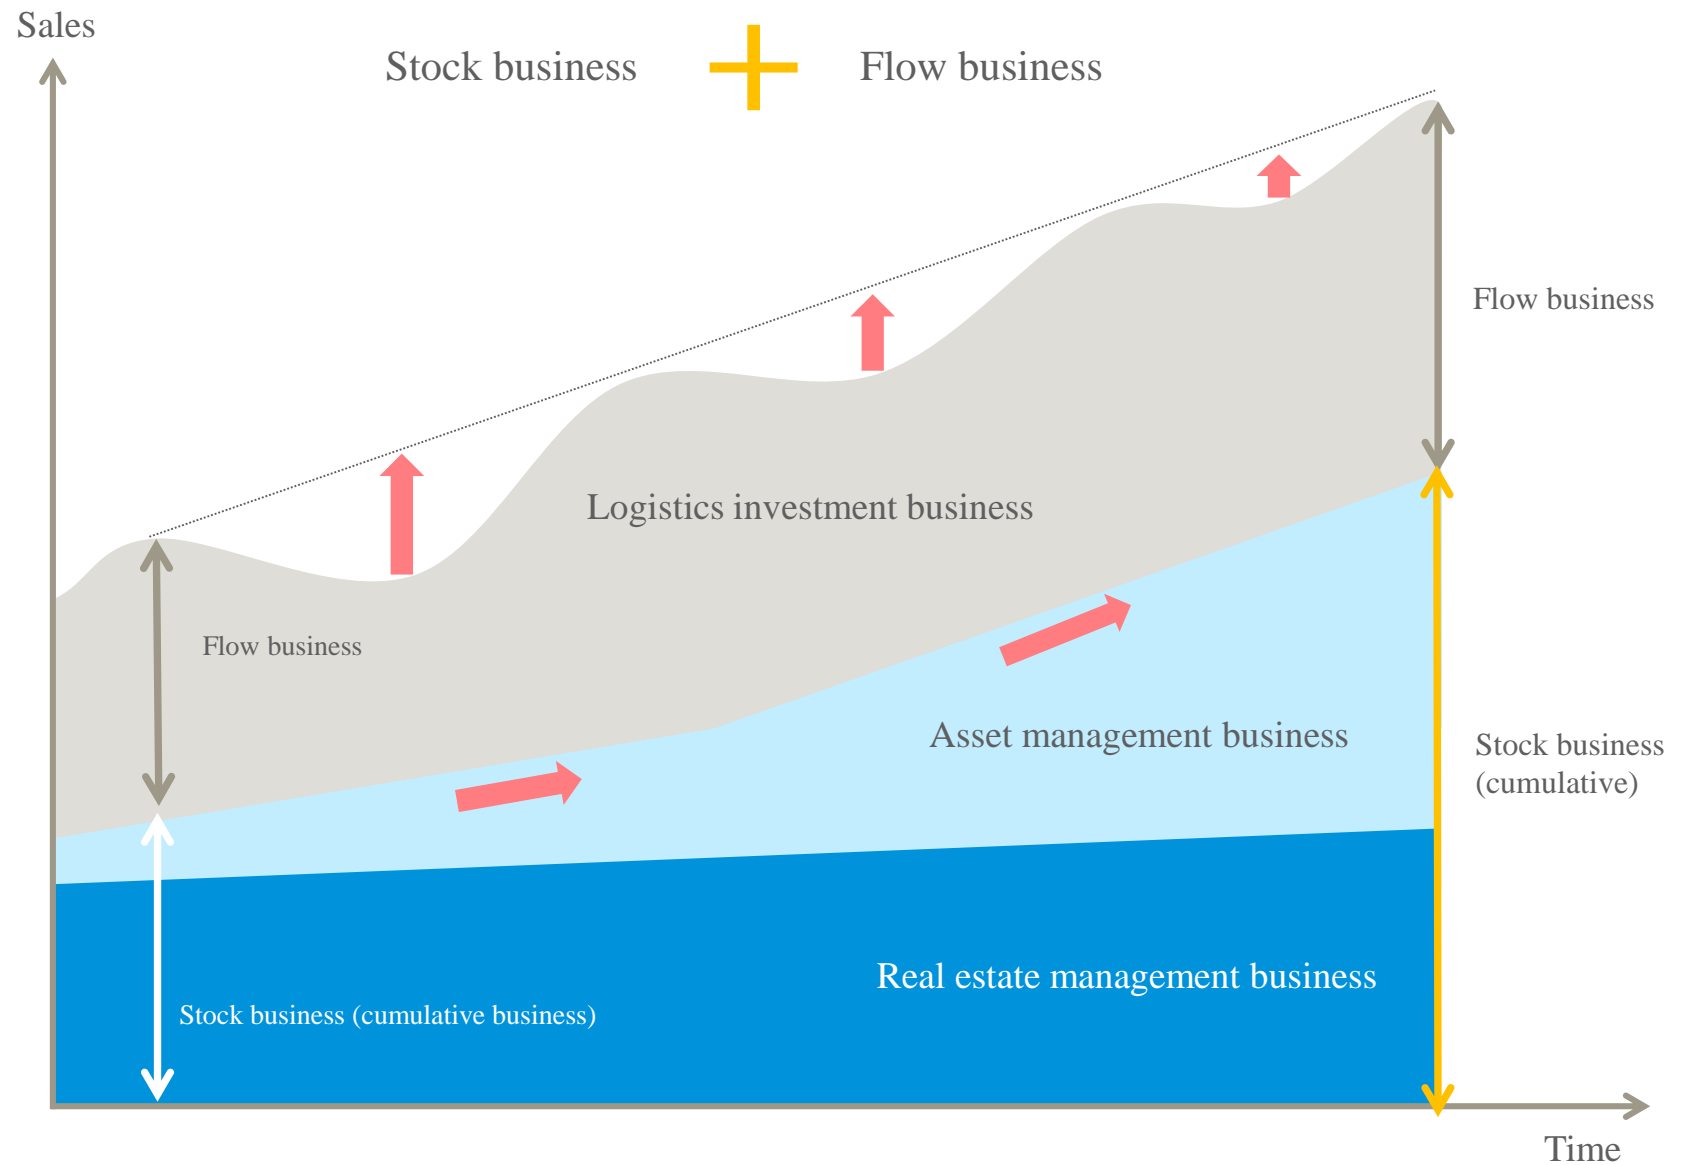 Sales
Stock business
Flow business
Flow business
Logistics investment business
Flow business
Asset management business
Stock business
(cumulative)
Real estate management business
Stock business (cumulative business)
Time